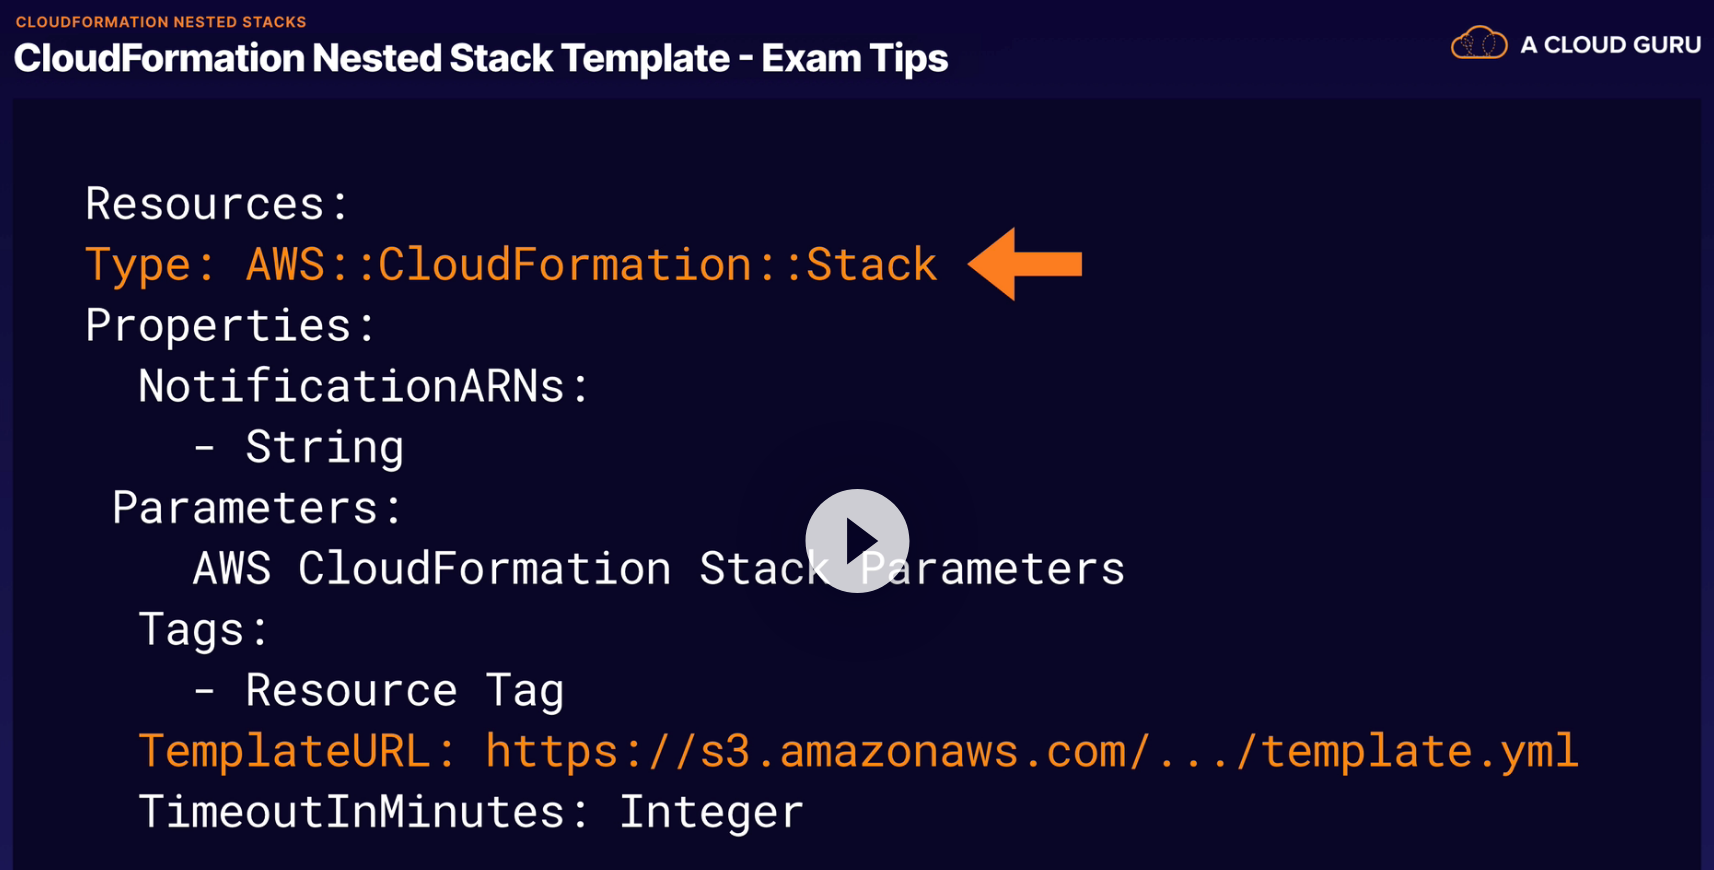 CLOUDFORMATION NESTED STACKS
CloudFormation Nested Stack Template - Exam Tips
A CLOUD GURU
Resources:
Type: AWS::CloudFormation::Stack
Properties:
NotificationARNs:
- String
Parameters:
AWS CloudFormation Stack Parameters
Tags:
- Resource Tag
TemplateURL: https://s3.amazonaws.com/.../template.yml
TimeoutInMinutes: Integer